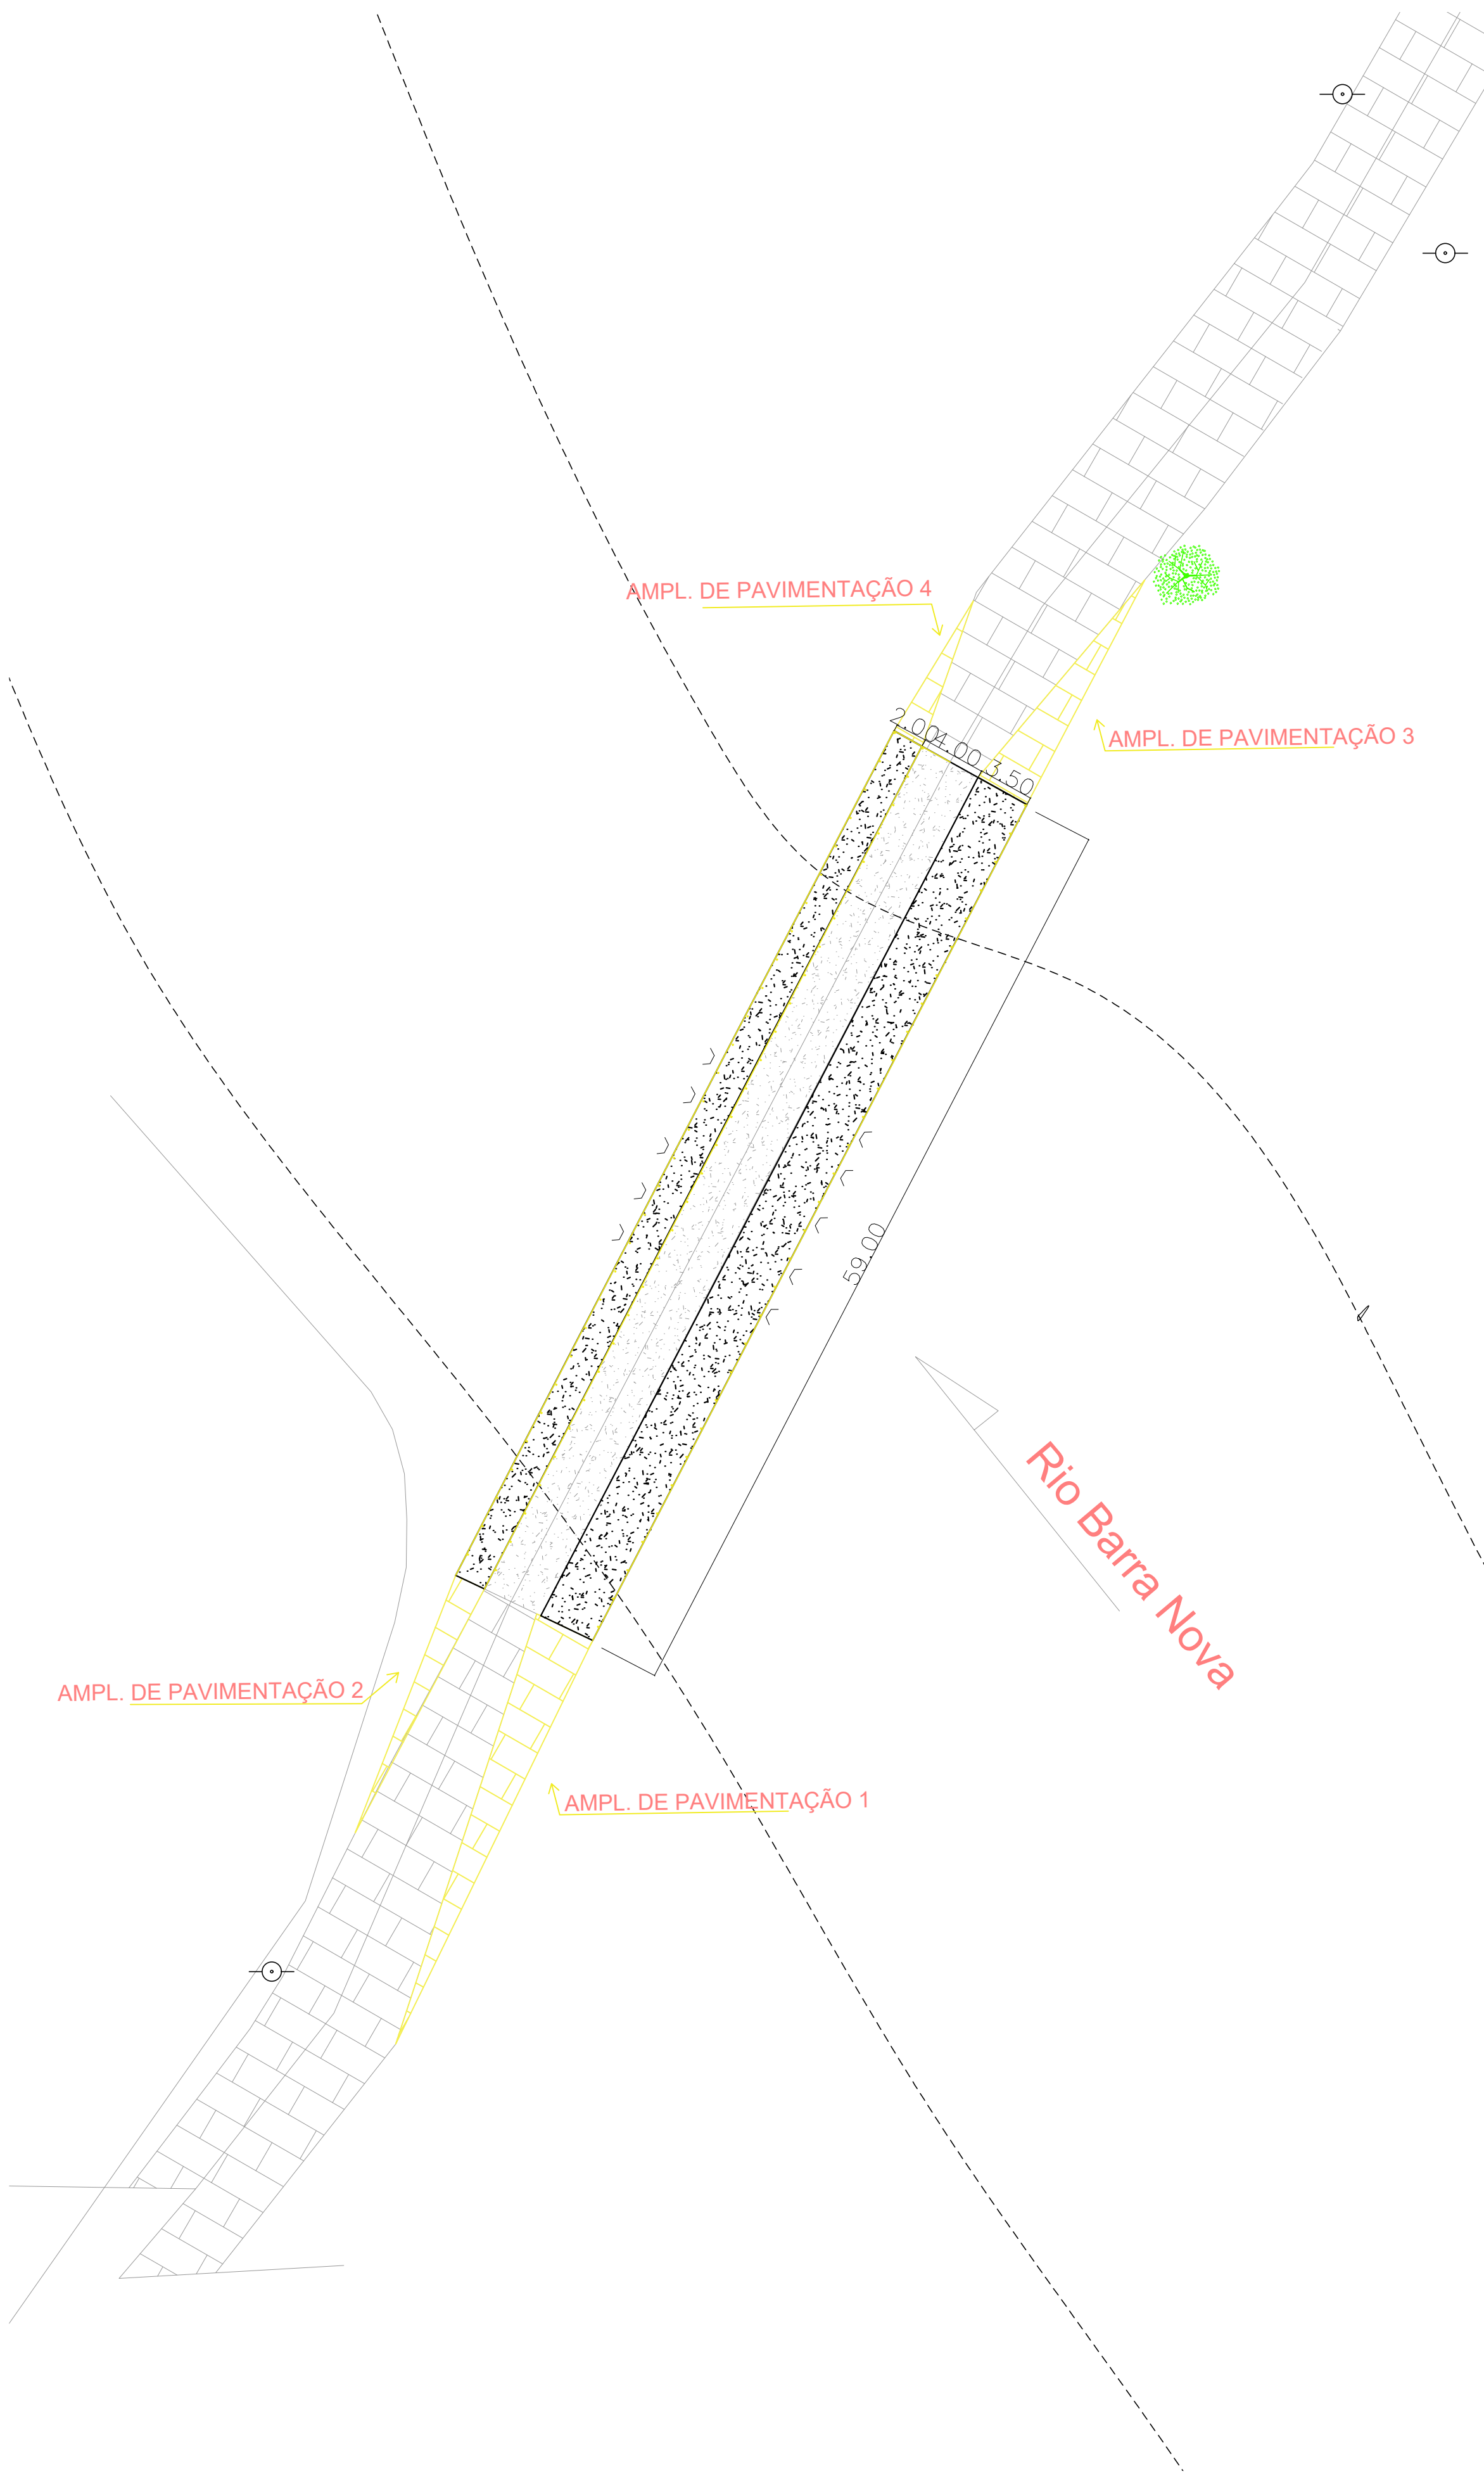 AMPL. DE PAVIMENTAÇÃO 4
2.00
4.00
3.50
AMPL. DE PAVIMENTAÇÃO 3
59.00
Rio Barra Nova
AMPL. DE PAVIMENTAÇÃO 2
AMPL. DE PAVIMENTAÇÃO 1